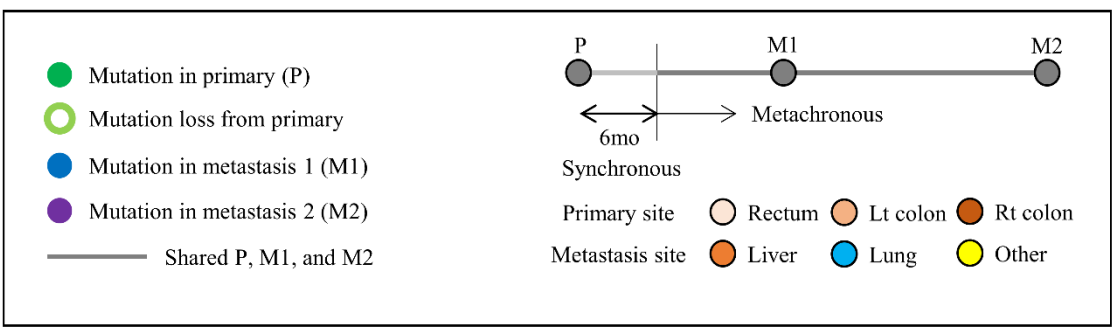 Mutation in primary (P)
Mutation loss from primary
Mutation in metastasis 1 (M1)
Mutation in metastasis 2 (M2)
Shared P, M1, and M2
P M1 M2
Metachronous
6mo
Synchronous
Primary site Rectum Lt colon Rt colon
Metastasis site Liver Lung Other